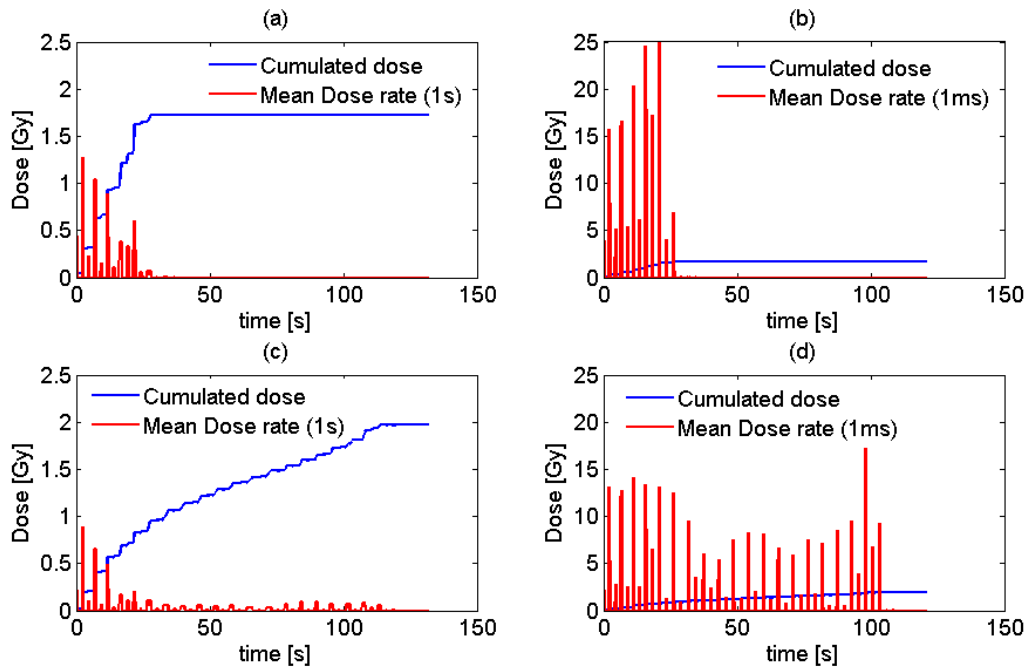 (a)
2.5
2
1.5
1
0.5
0
Dose [Gy]
Cumulated dose
Mean Dose rate (1s)
0 50 100 150
time [s]
(b)
25
20
15
10
5
0
Dose [Gy]
Cumulated dose
Mean Dose rate (1ms)
0 50 100 150
time [s]
(c)
2.5
2
1.5
1
0.5
0
Dose [Gy]
Cumulated dose
Mean Dose rate (1s)
0 50 100 150
time [s]
(d)
25
20
15
10
5
0
Dose [Gy]
Cumulated dose
Mean Dose rate (1ms)
0 50 100 150
time [s]